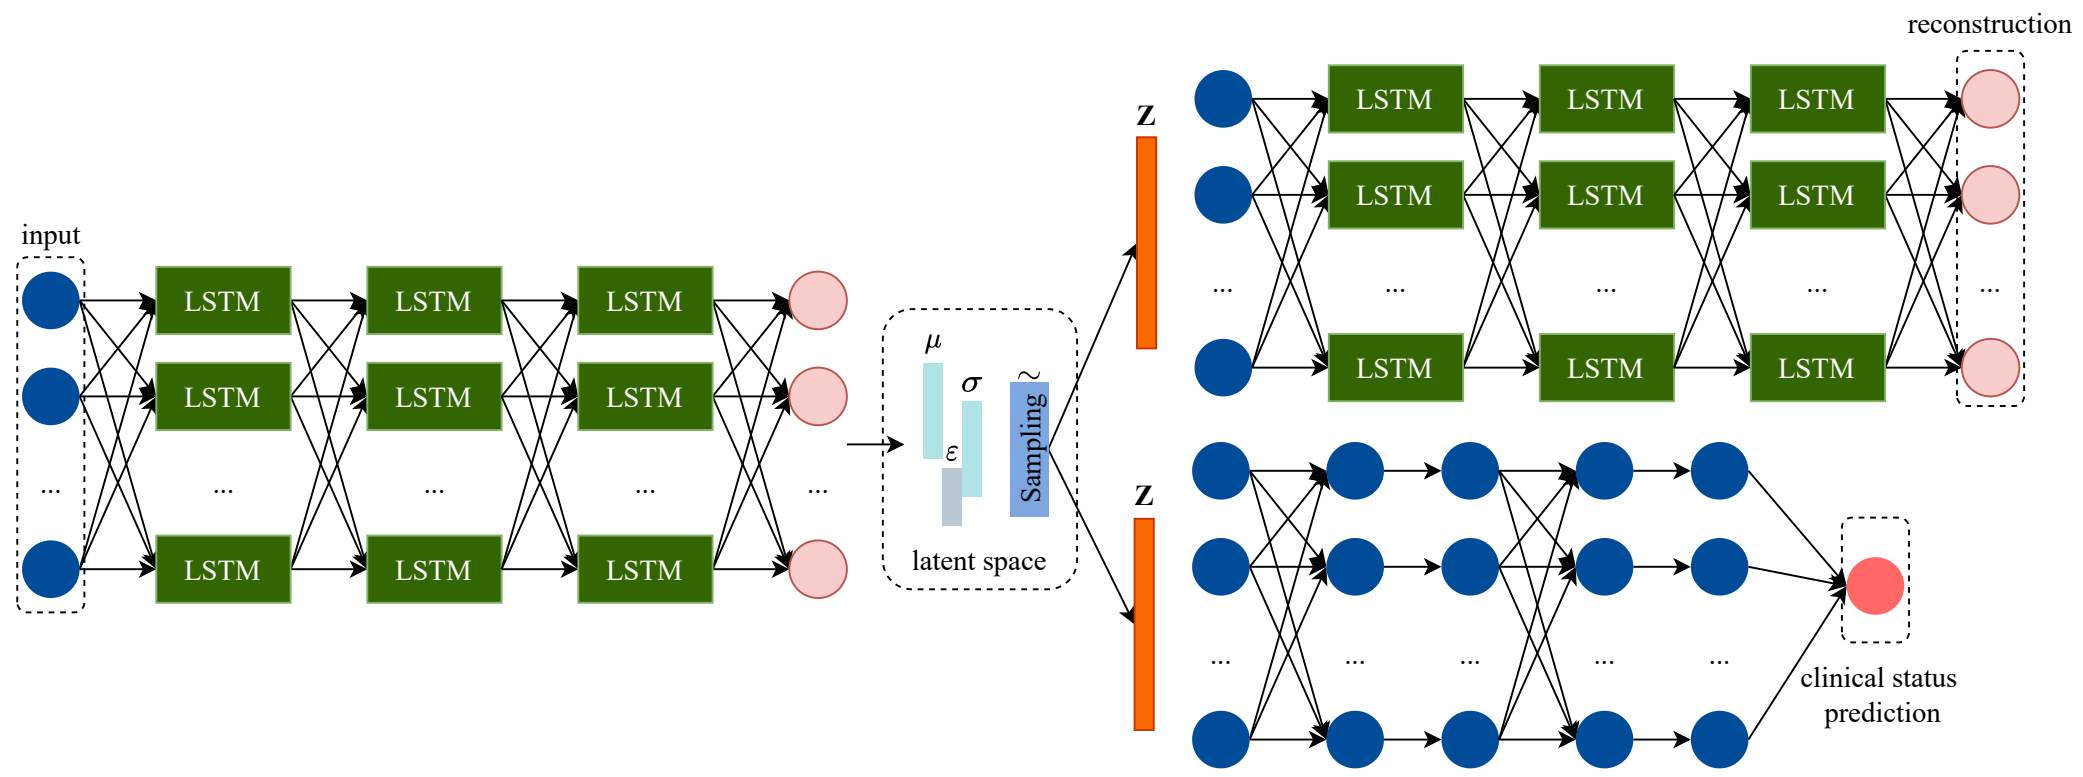 input
LSTM LSTM LSTM
LSTM LSTM LSTM
... ... ... ... ...
LSTM LSTM LSTM
μ
σ
ε
~
Sampling
latent space
Z
Z
reconstruction
LSTM LSTM LSTM
LSTM LSTM LSTM
... ... ... ... ...
LSTM LSTM LSTM
... ... ... ... ...
clinical status
prediction